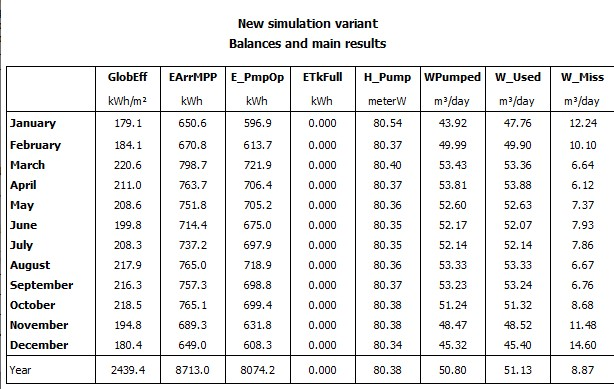 New simulation variant
Balances and main results
GlobEff EArrMPP E_PmpOp ETkFull H_Pump WPumped W_Used W_Miss
kWh/m² kWh kWh kWh meterW m³/day m³/day m³/day
January 179.1 650.6 596.9 0.000 80.54 43.92 47.76 12.24
February 184.1 670.8 613.7 0.000 80.37 49.99 49.90 10.10
March 220.6 798.7 721.9 0.000 80.40 53.43 53.36 6.64
April 211.0 763.7 706.4 0.000 80.37 53.81 53.88 6.12
May 208.6 751.8 705.2 0.000 80.36 52.60 52.63 7.37
June 199.8 714.4 675.0 0.000 80.35 52.17 52.07 7.93
July 208.3 737.2 697.9 0.000 80.35 52.14 52.14 7.86
August 217.9 765.0 718.9 0.000 80.36 53.33 53.33 6.67
September 216.3 757.3 698.8 0.000 80.37 53.23 53.24 6.76
October 218.5 765.1 699.4 0.000 80.38 51.24 51.32 8.68
November 194.8 689.3 631.8 0.000 80.38 48.47 48.52 11.48
December 180.4 649.0 608.3 0.000 80.34 45.32 45.40 14.60
Year 2439.4 8713.0 8074.2 0.000 80.38 50.80 51.13 8.87